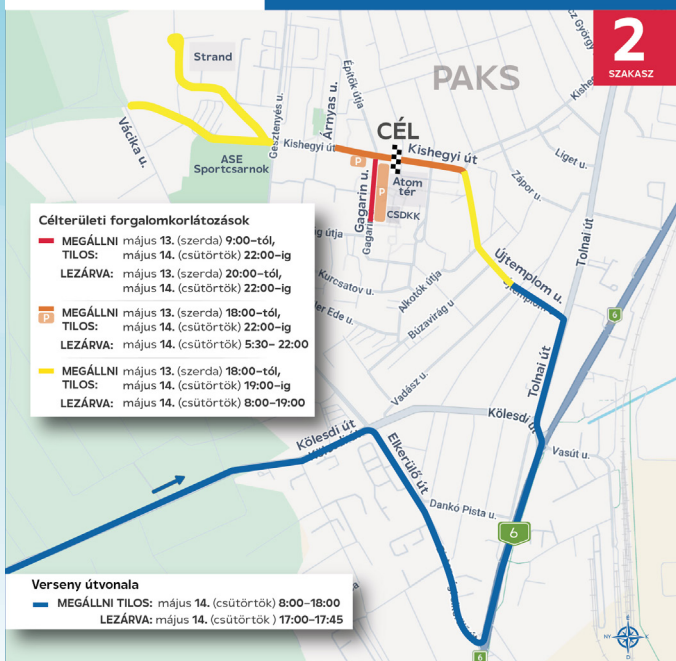 2
SZAKASZ
PAKS
Strand
Építők útja
Árnyas u.
Gesztenyés u.
CÉL
Kishegyi út
Kishegyi út
Vácika u.
ASE
Sportcsarnok
P
P
Atom
tér
CSDKK
Gagarin u.
Gagarin
Liget u.
Zápor u.
Tolnai út
Újtemplom u.
Célterületi forgalomkorlátozások
MEGÁLLNI május 13. (szerda) 9:00-tól,
TILOS: május 14. (csütörtök) 22:00-ig
LEZÁRVA: május 13. (szerda) 20:00-tól,
május 14. (csütörtök) 22:00-ig
P
MEGÁLLNI május 13. (szerda) 18:00-tól,
TILOS: május 14. (csütörtök) 22:00-ig
LEZÁRVA: május 14. (csütörtök) 5:30– 22:00
MEGÁLLNI május 13. (szerda) 18:00-tól,
TILOS: május 14. (csütörtök) 19:00-ig
LEZÁRVA: május 14. (csütörtök) 8:00–19:00
Kurcsatov u.
Alkotók útja
Búzavirág u
6
Tolnai út
Vadász u.
Kölesdi út
Kölesdi út
Elkerülő út
Vasút u.
Dankó Pista u.
6
6
Verseny útvonala
MEGÁLLNI TILOS: május 14. (csütörtök) 8:00–18:00
LEZÁRVA: május 14. (csütörtök ) 17:00–17:45